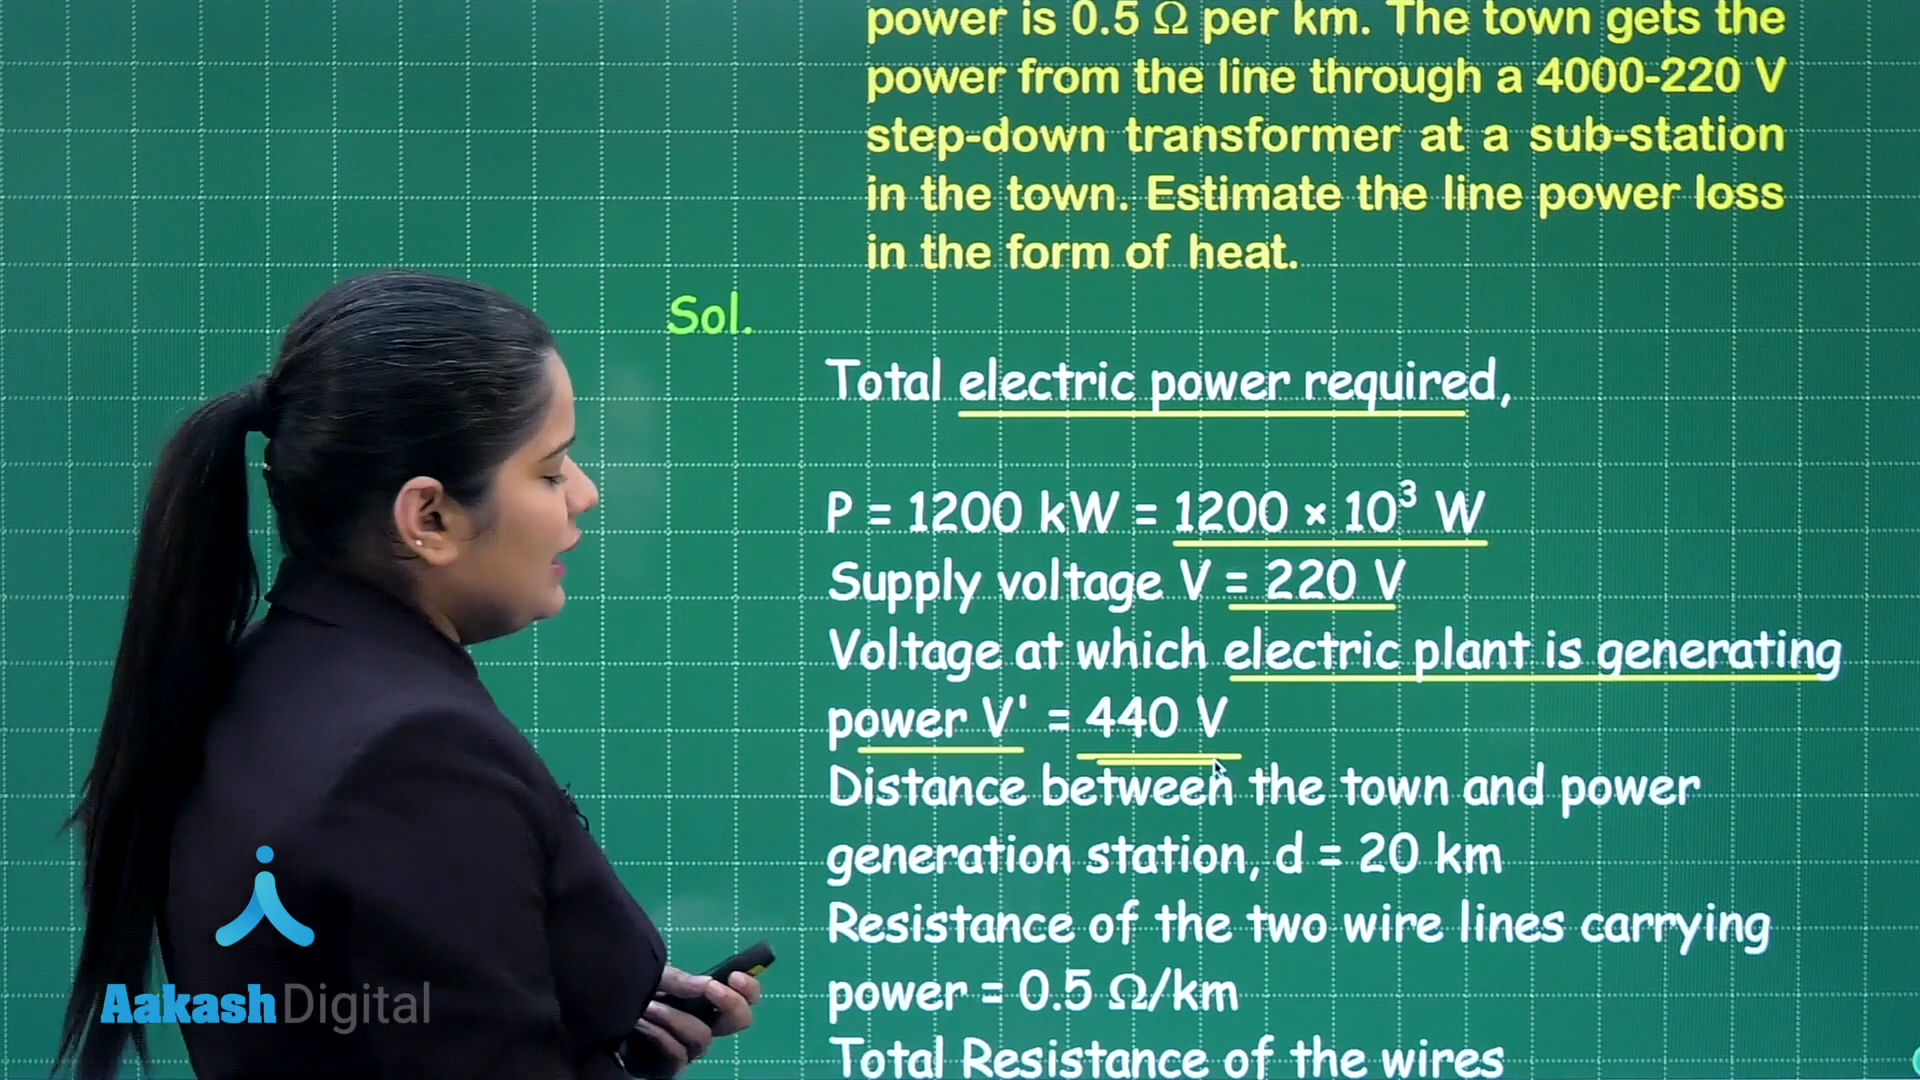 power is 0.5 Ω per km. The town gets the
power from the line through a 4000-220 V
step-down transformer at a sub-station
in the town. Estimate the line power loss
in the form of heat.
Sol.
Total electric power required,
P = 1200 kW = 1200 × 10³ W
Supply voltage V = 220 V
Voltage at which electric plant is generating
power V' = 440 V
Distance between the town and power
generation station, d = 20 km
Resistance of the two wire lines carrying
power = 0.5 Ω/km
Total Resistance of the wires
Aakash Digital